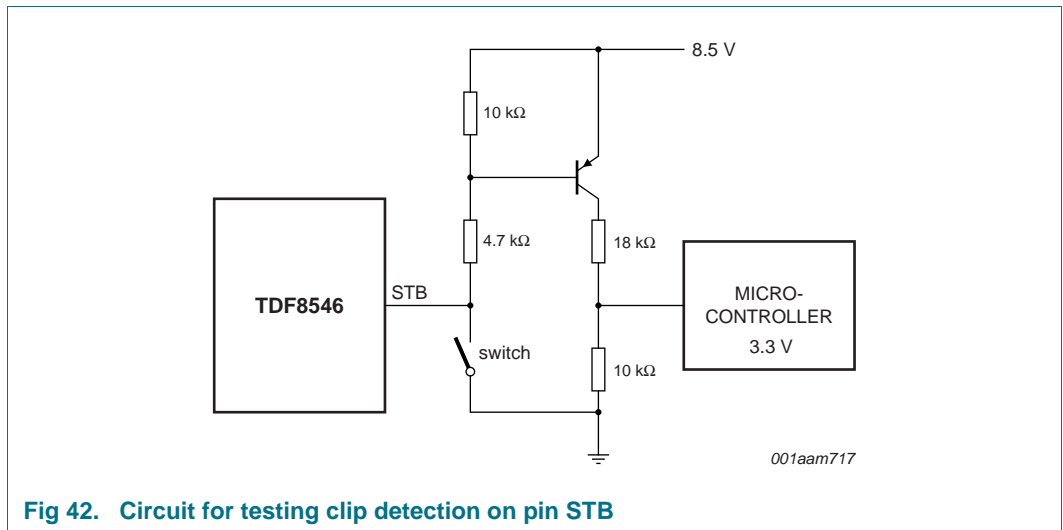 8.5 V
10 kΩ
4.7 kΩ
18 kΩ
TDF8546
STB
MICRO-
CONTROLLER
3.3 V
switch
10 kΩ
001aam717
Fig 42. Circuit for testing clip detection on pin STB